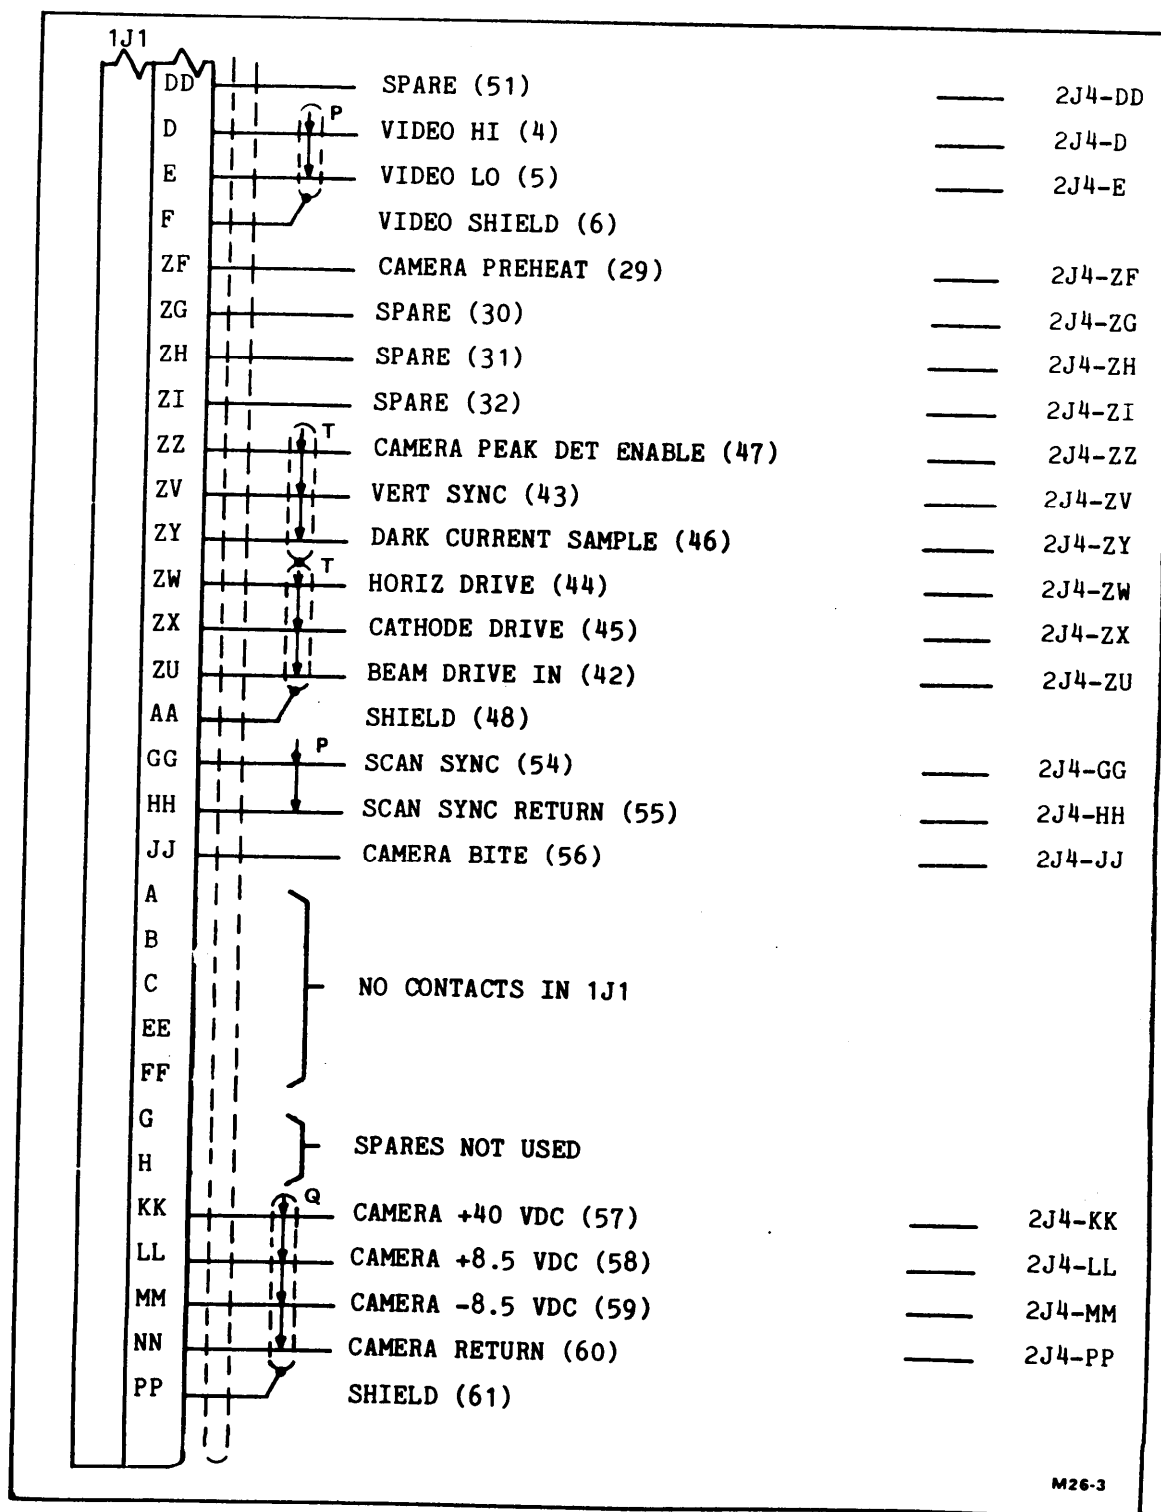 1J1
DD SPARE (51) 2J4-DD
P
D VIDEO HI (4) 2J4-D
E VIDEO LO (5) 2J4-E
F VIDEO SHIELD (6)
ZF CAMERA PREHEAT (29) 2J4-ZF
ZG SPARE (30) 2J4-ZG
ZH SPARE (31) 2J4-ZH
ZI SPARE (32) 2J4-ZI
T
ZZ CAMERA PEAK DET ENABLE (47) 2J4-ZZ
ZV VERT SYNC (43) 2J4-ZV
ZY DARK CURRENT SAMPLE (46) 2J4-ZY
T
ZW HORIZ DRIVE (44) 2J4-ZW
ZX CATHODE DRIVE (45) 2J4-ZX
ZU BEAM DRIVE IN (42) 2J4-ZU
AA SHIELD (48)
P
GG SCAN SYNC (54) 2J4-GG
HH SCAN SYNC RETURN (55) 2J4-HH
JJ CAMERA BITE (56) 2J4-JJ
A
B
C NO CONTACTS IN 1J1
EE
FF
G
SPARES NOT USED
H
Q
KK CAMERA +40 VDC (57) 2J4-KK
LL CAMERA +8.5 VDC (58) 2J4-LL
MM CAMERA -8.5 VDC (59) 2J4-MM
NN CAMERA RETURN (60) 2J4-PP
PP SHIELD (61)
M26-3